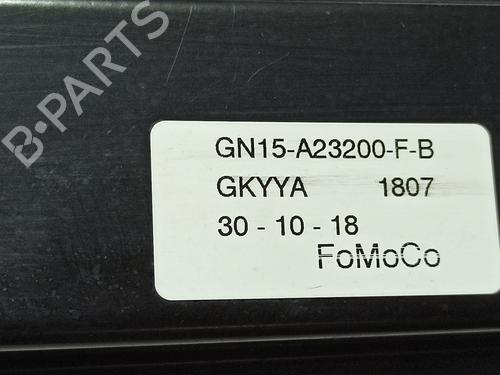 B-PARTS
GN15-A23200-F-B
GKYYA 1807
30 - 10 - 18
FoMoCo